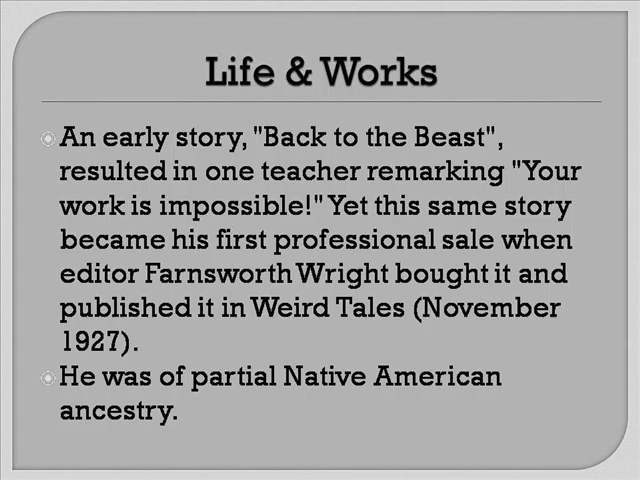 Life & Works
An early story, "Back to the Beast",
resulted in one teacher remarking "Your
work is impossible!" Yet this same story
became his first professional sale when
editor Farnsworth Wright bought it and
published it in Weird Tales (November
1927).
He was of partial Native American
ancestry.